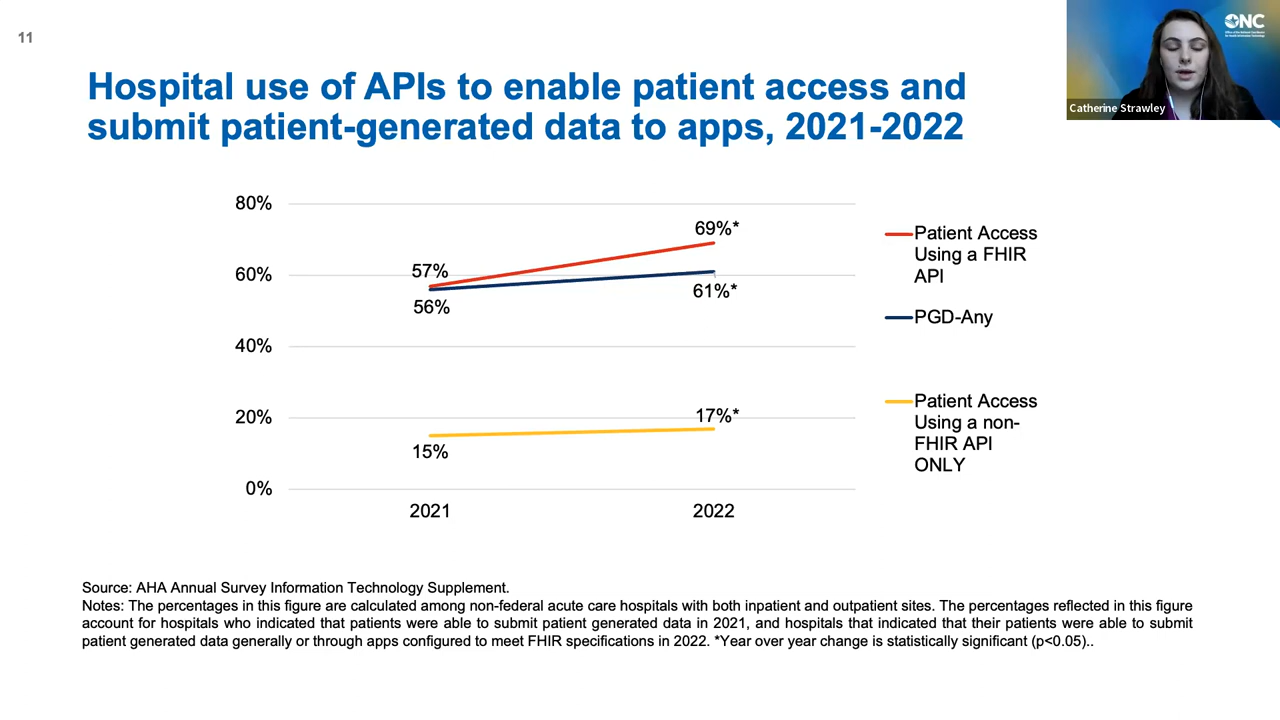 11
ONC
Catherine Strawley
Hospital use of APIs to enable patient access and
submit patient-generated data to apps, 2021-2022
80%
60%
40%
20%
0%
57%
56%
69%*
61%*
15%
17%*
2021
2022
Patient Access
Using a FHIR
API
PGD-Any
Patient Access
Using a non-
FHIR API
ONLY
Source: AHA Annual Survey Information Technology Supplement.
Notes: The percentages in this figure are calculated among non-federal acute care hospitals with both inpatient and outpatient sites. The percentages reflected in this figure
account for hospitals who indicated that patients were able to submit patient generated data in 2021, and hospitals that indicated that their patients were able to submit
patient generated data generally or through apps configured to meet FHIR specifications in 2022. *Year over year change is statistically significant (p<0.05)..